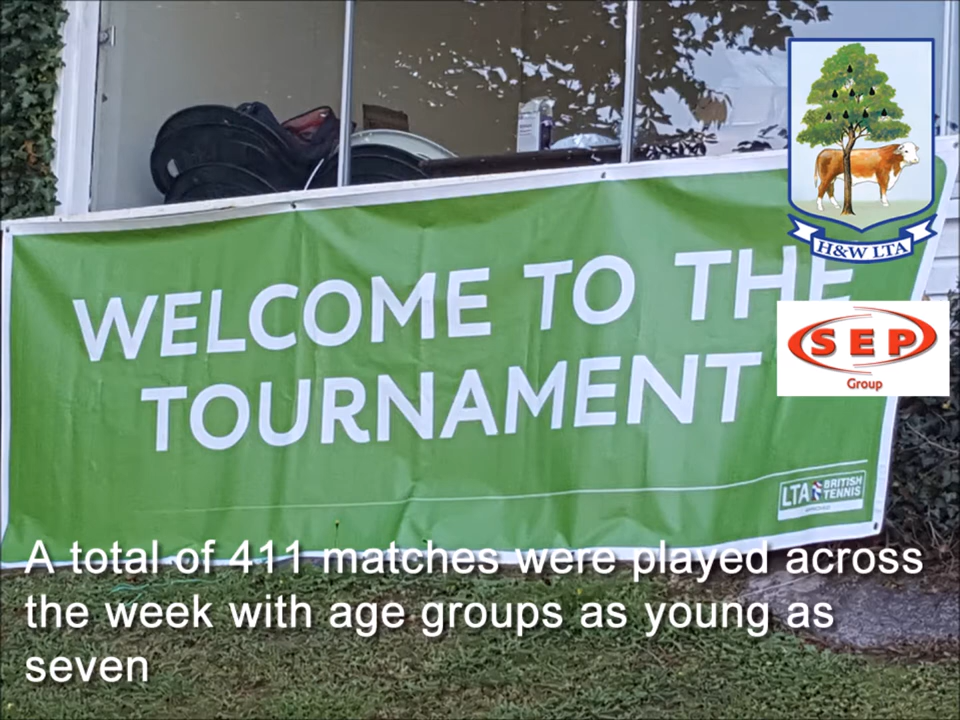 WELCOME TO THE
TOURNAMENT
H&W LTA
SEP
Group
LTA BRITISH
TENNIS
A total of 411 matches were played across
the week with age groups as young as
seven